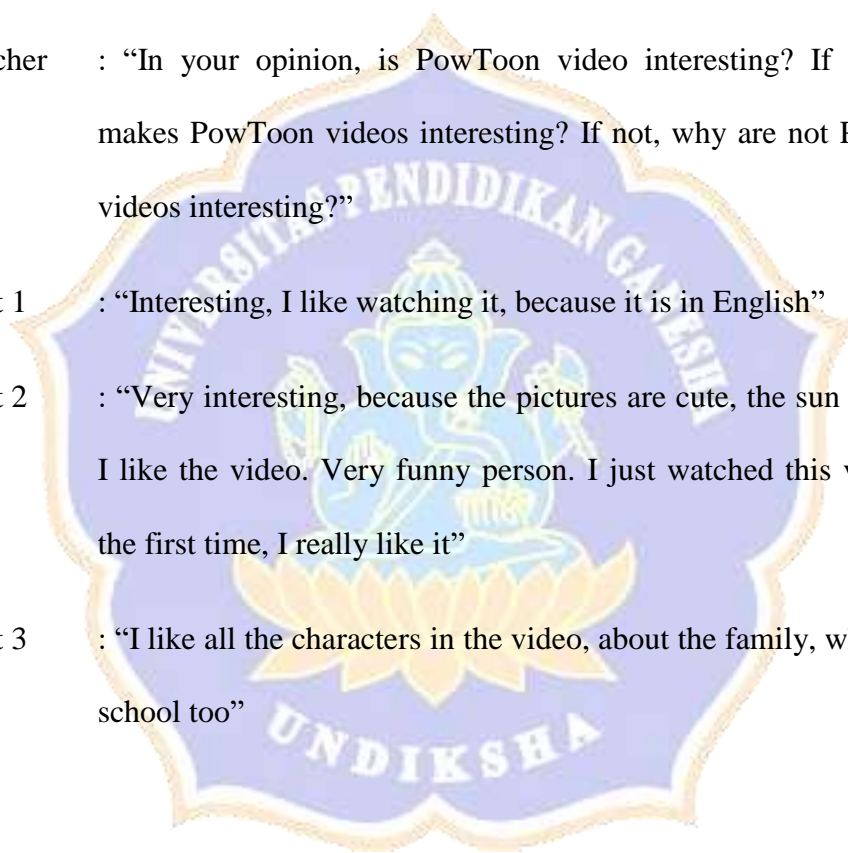 cher : “In your opinion, is PowToon video interesting? If
makes PowToon videos interesting? If not, why are not
videos interesting?”
t 1 : “Interesting, I like watching it, because it is in English”
t 2 : “Very interesting, because the pictures are cute, the sun
I like the video. Very funny person. I just watched this
the first time, I really like it”
t 3 : “I like all the characters in the video, about the family,
school too”
UNIVERSITAS PENDIDIKAN GANESHA
UNDIKSHA